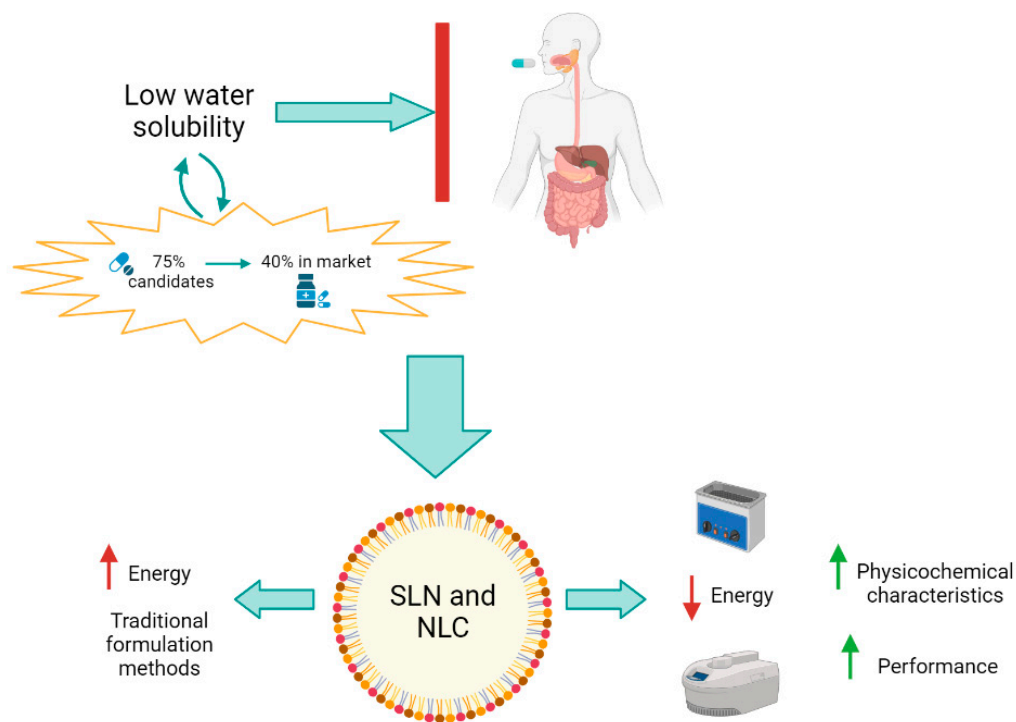 Low water
solubility
75%
candidates
40% in market
SLN and
NLC
Energy
Traditional
formulation
methods
Energy
Physicochemical
characteristics
Performance